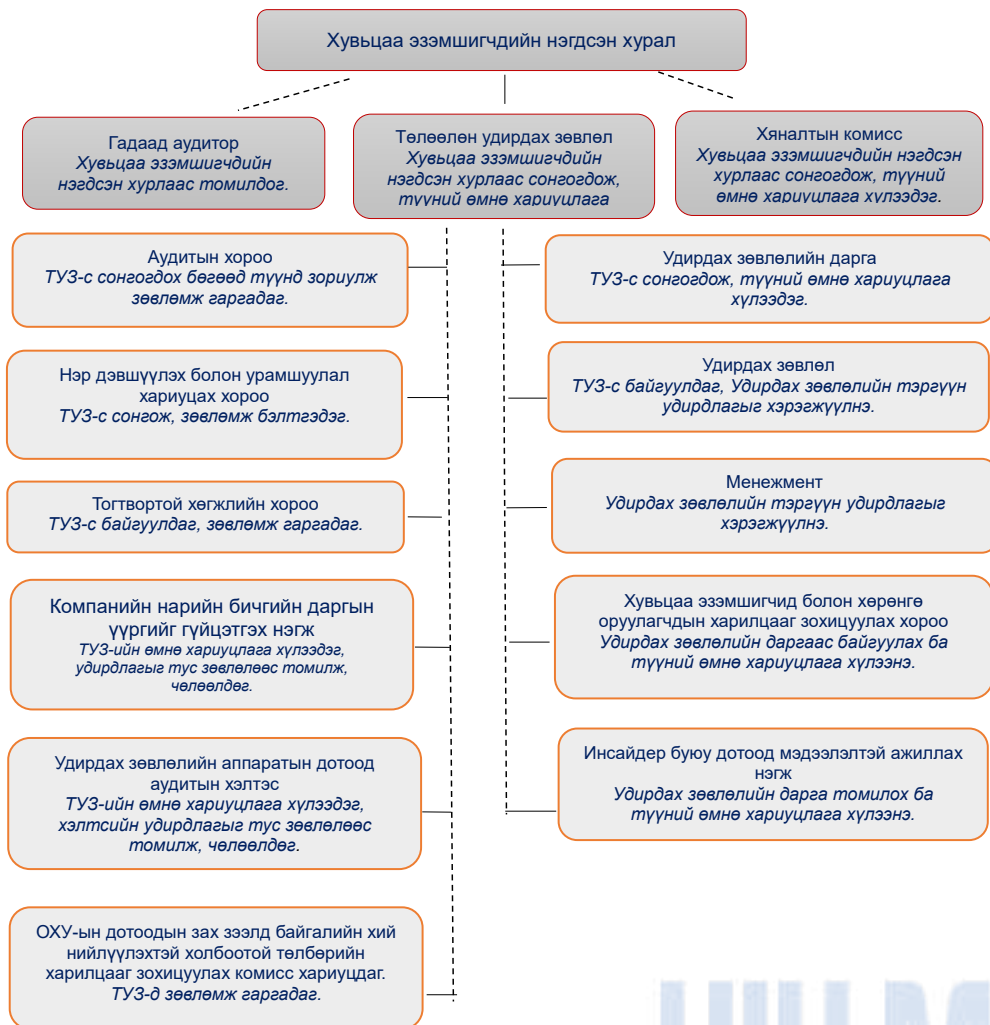 Хувьцаа эзэмшигчдийн нэгдсэн хурал
Гадаад аудитор
Хувьцаа эзэмшигчдийн
нэгдсэн хурлаас томилдог.
Төлөөлөн удирдах зөвлөл
Хувьцаа эзэмшигчдийн
нэгдсэн хурлаас сонгогдож,
түүний өмнө хариуцлага
Хяналтын комисс
Хувьцаа эзэмшигчдийн нэгдсэн
хурлаас сонгогдож, түүний
өмнө хариуцлага хүлээдэг.
Аудитын хороо
ТУЗ-с сонгогдох бөгөөд түүнд зориулж
зөвлөмж гаргадаг.
Нэр дэвшүүлэх болон урамшуулал
хариуцах хороо
ТУЗ-с сонгож, зөвлөмж бэлтгэдэг.
Тогтвортой хөгжлийн хороо
ТУЗ-с байгуулдаг, зөвлөмж гаргадаг.
Компанийн нарийн бичгийн даргын
үүргийг гүйцэтгэх нэгж
ТУЗ-ийн өмнө хариуцлага хүлээдэг,
удирдлагыг тус зөвлөлөөс томилж,
чөлөөлдөг.
Удирдах зөвлөлийн аппаратын дотоод
аудитын хэлтэс
ТУЗ-ийн өмнө хариуцлага хүлээдэг,
хэлтсийн удирдлагыг тус зөвлөлөөс
томилж, чөлөөлдөг.
ОХУ-ын дотоодын зах зээлд байгалийн хий
нийлүүлэхтэй холбоотой төлбөрийн
харилцааг зохицуулах комисс хариуцдаг.
ТУЗ-д зөвлөмж гаргадаг.
Удирдах зөвлөлийн дарга
ТУЗ-с сонгогдож, түүний өмнө хариуцлага
хүлээдэг.
Удирдах зөвлөл
ТУЗ-с байгуулдаг, Удирдах зөвлөлийн тэргүүн
удирдлагыг хэрэгжүүлнэ.
Менежмент
Удирдах зөвлөлийн тэргүүн удирдлагыг
хэрэгжүүлнэ.
Хувьцаа эзэмшигчид болон хөрөнгө
оруулагчдын харилцааг зохицуулах хороо
Удирдах зөвлөлийн даргаас байгуулах ба
түүний өмнө хариуцлага хүлээнэ.
Инсайдер буюу дотоод мэдээлэлтэй ажиллах
нэгж
Удирдах зөвлөлийн дарга томилох ба
түүний өмнө хариуцлага хүлээнэ.